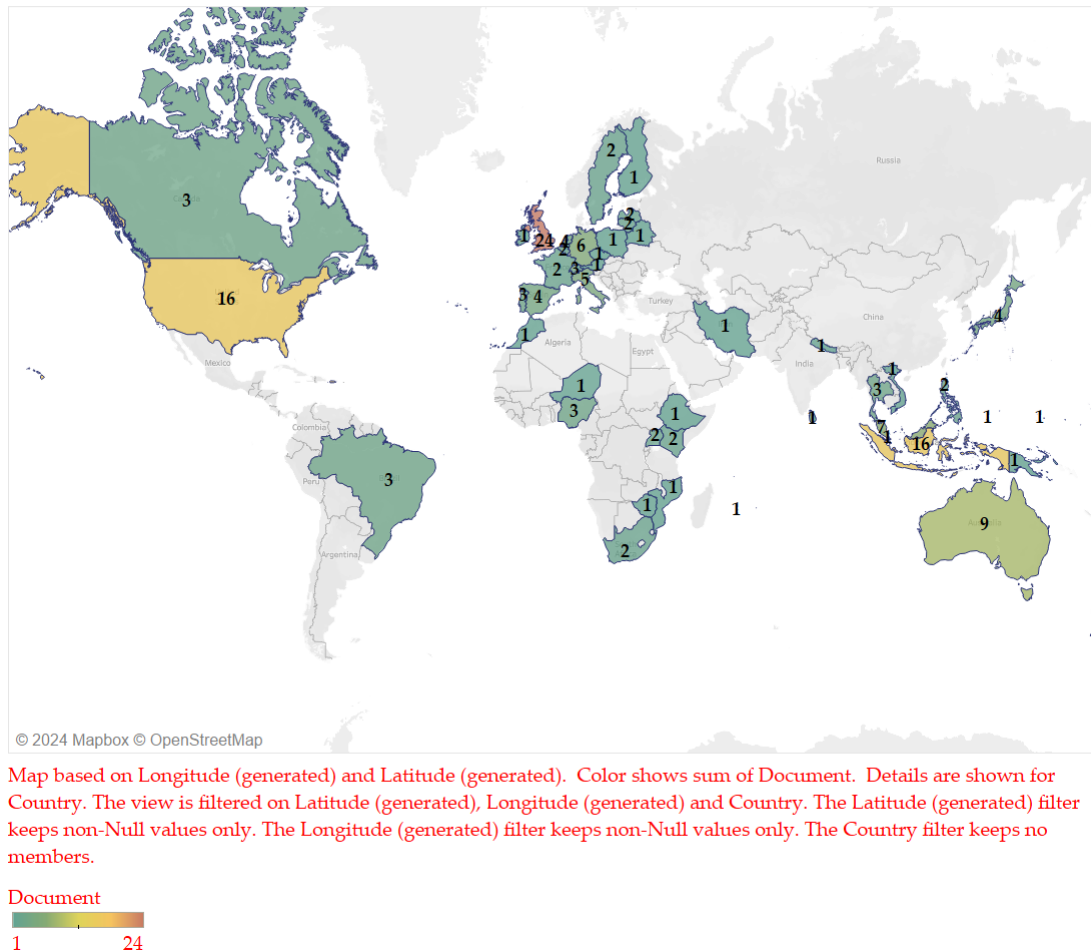 2
1
3
Russia
2
2
1
24
4
2
6
1
1
1
1
2
3
5
3
4
16
Turkey
China
4
1
1
Algeria
Egypt
Mexico
India
1
1
1
3
2
3
1
1
1
1
Colombia
7
1
16
2
2
1
3
Peru
1
1
1
9
2
Argentina
© 2024 Mapbox © OpenStreetMap
Map based on Longitude (generated) and Latitude (generated).  Color shows sum of Document.  Details are shown for
Country. The view is filtered on Latitude (generated), Longitude (generated) and Country. The Latitude (generated) filter
keeps non-Null values only. The Longitude (generated) filter keeps non-Null values only. The Country filter keeps no
members.
Document
1
24